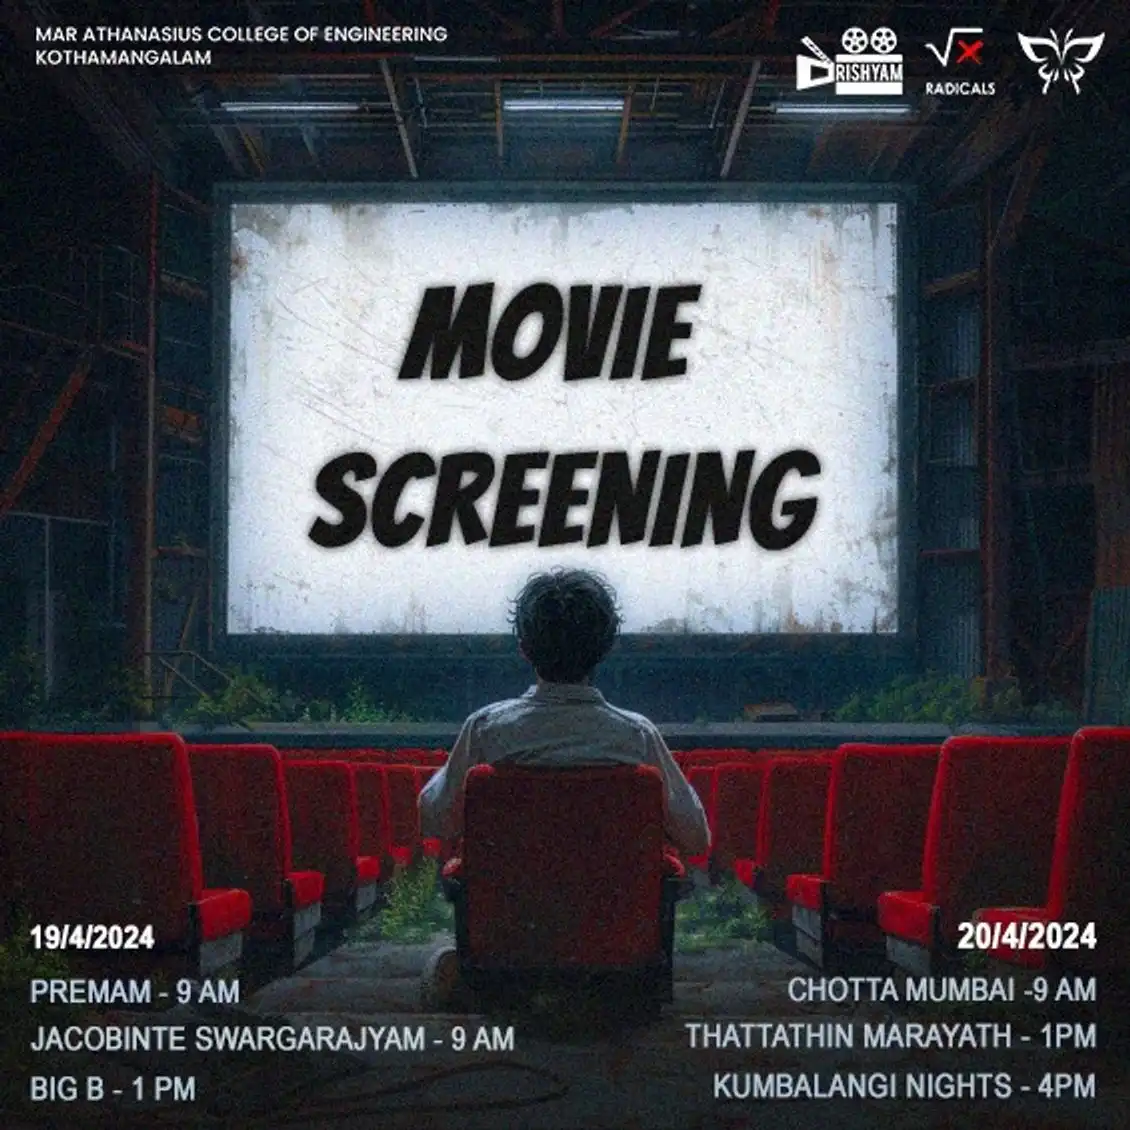 MAR ATHANASIUS COLLEGE OF ENGINEERING
KOTHAMANGALAM
DRISHYAM
√x
RADICALS
MOVIE
SCREENING
19/4/2024
PREMAM - 9 AM
JACOBINTE SWARGARAJYAM - 9 AM
BIG B - 1 PM
20/4/2024
CHOTTA MUMBAI -9 AM
THATTATHIN MARAYATH - 1PM
KUMBALANGI NIGHTS - 4PM